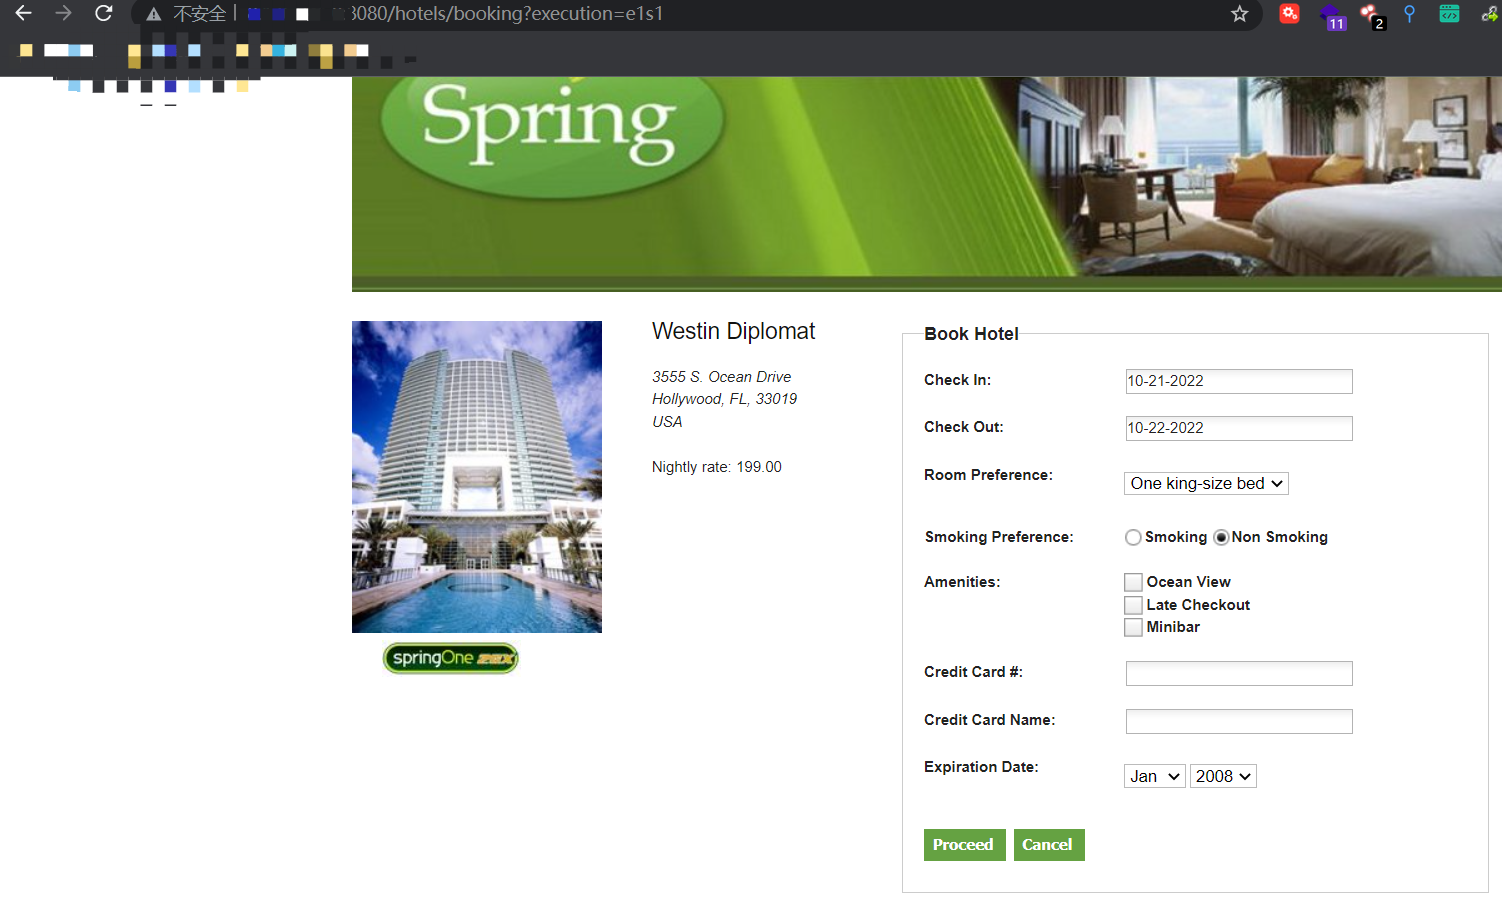 不安全
8080/hotels/booking?execution=e1s1
11
2
Spring
Westin Diplomat
3555 S. Ocean Drive
Hollywood, FL, 33019
USA
Nightly rate: 199.00
springOne 2GX
Book Hotel
Check In:
10-21-2022
Check Out:
10-22-2022
Room Preference:
One king-size bed
Smoking Preference:
Smoking Non Smoking
Amenities:
Ocean View
Late Checkout
Minibar
Credit Card #:
Credit Card Name:
Expiration Date:
Jan 2008
Proceed Cancel